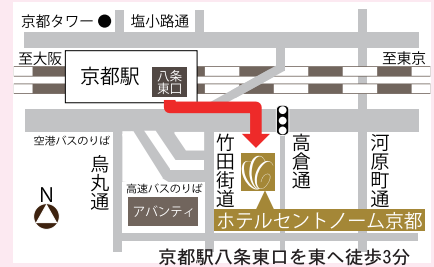 京都タワー
塩小路通
至大阪
至東京
京都駅
八条
東口
空港バスのりば
烏丸通
高速バスのりば
アバンティ
竹田街道
高倉通
河原町通
N
ホテルセントノーム京都
京都駅八条東口を東へ徒歩3分